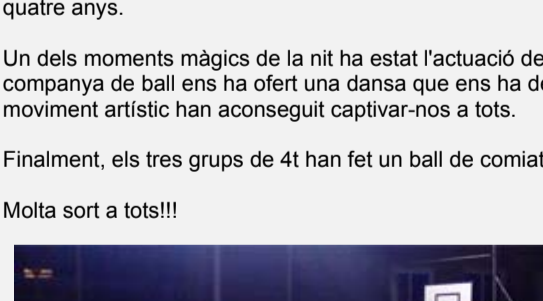 quatre anys.
Un dels moments màgics de la nit ha estat l'actuació de
companya de ball ens ha ofert una dansa que ens ha de
moviment artístic han aconseguit captivar-nos a tots.
Finalment, els tres grups de 4t han fet un ball de comiat
Molta sort a tots!!!